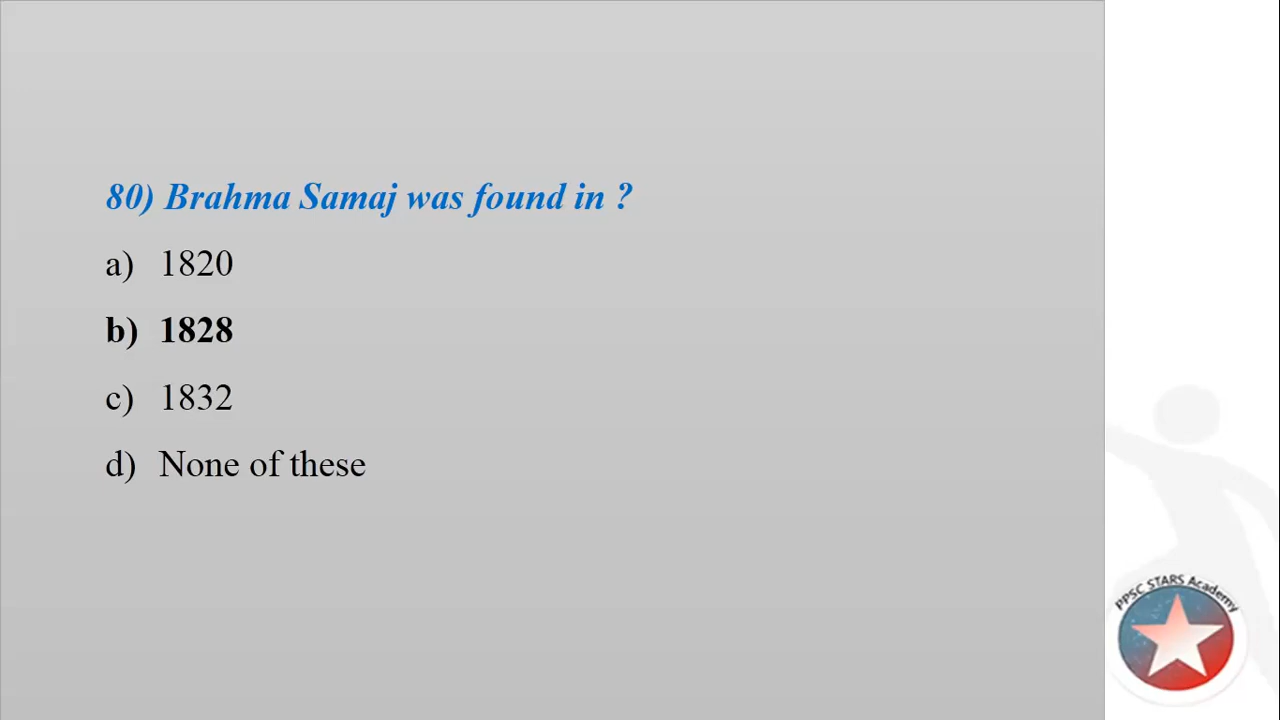 80) Brahma Samaj was found in ?
a) 1820
b) 1828
c) 1832
d) None of these
PPSC STARS Academy